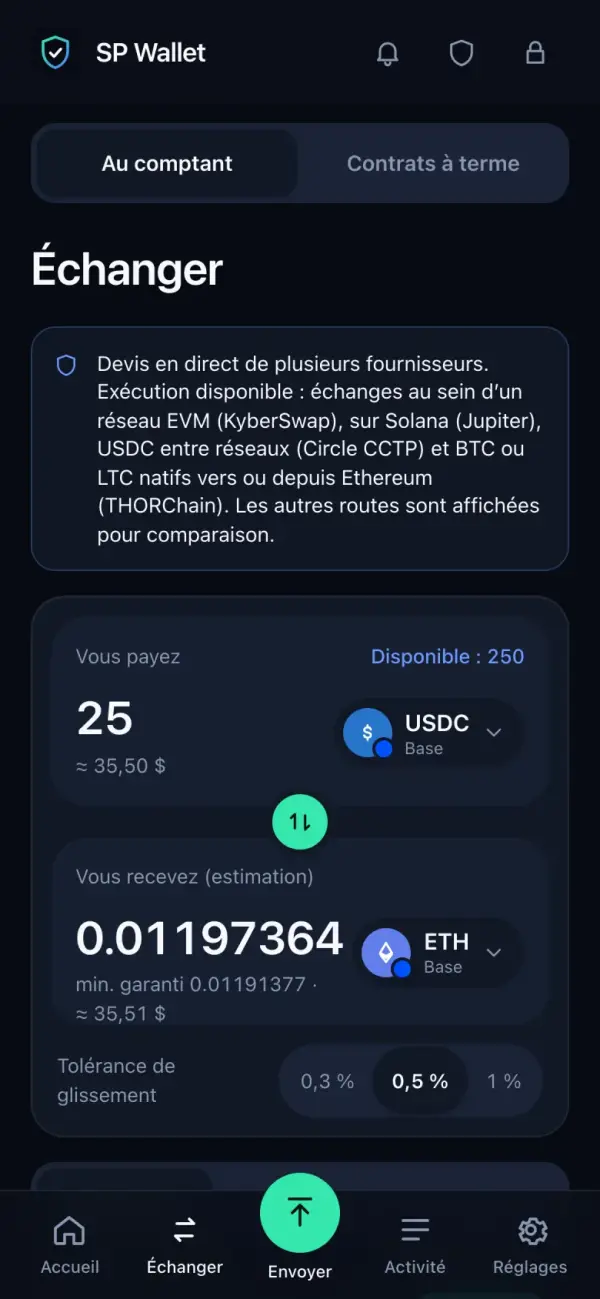 SP Wallet
Au comptant
Contrats à terme
Échanger
Devis en direct de plusieurs fournisseurs.
Exécution disponible : échanges au sein d’un
réseau EVM (KyberSwap), sur Solana (Jupiter),
USDC entre réseaux (Circle CCTP) et BTC ou
LTC natifs vers ou depuis Ethereum
(THORChain). Les autres routes sont affichées
pour comparaison.
Vous payez
Disponible : 250
25
USDC
Base
≈ 35,50 $
Vous recevez (estimation)
0.01197364
ETH
Base
min. garanti 0.01191377 ·
≈ 35,51 $
Tolérance de
glissement
0,3 %
0,5 %
1 %
Accueil
Échanger
Envoyer
Activité
Réglages